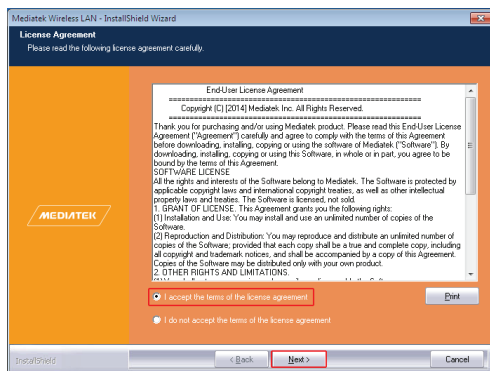 Mediatek Wireless LAN - InstallShield Wizard
License Agreement
Please read the following license agreement carefully.
End-User License Agreement
==========================================================
Copyright (C) [2014] Mediatek Inc. All Rights Reserved.
==========================================================
Thank you for purchasing and/or using Mediatek product. Please read this End-User License
Agreement ("Agreement") carefully and agree to comply with the terms of this Agreement
before downloading, installing, copying or using the software of Mediatek ("Software"). By
downloading, installing, copying or using this Software, in whole or in part, you agree to be
bound by the terms of this Agreement.
SOFTWARE LICENSE
All the rights and interests of the Software belong to Mediatek. The Software is protected by
applicable copyright laws and international copyright treaties, as well as other intellectual
property laws and treaties. The Software is licensed, not sold.
1. GRANT OF LICENSE. This Agreement grants you the following rights:
(1) Installation and Use: You may install and use an unlimited number of copies of the
Software.
(2) Reproduction and Distribution: You may reproduce and distribute an unlimited number of
copies of the Software; provided that each copy shall be a true and complete copy, including
all copyright and trademark notices, and shall be accompanied by a copy of this Agreement.
Copies of the Software may be distributed only with your own product.
2. OTHER RIGHTS AND LIMITATIONS.
MEDIATEK
I accept the terms of the license agreement
Print
I do not accept the terms of the license agreement
InstallShield
< Back
Next >
Cancel